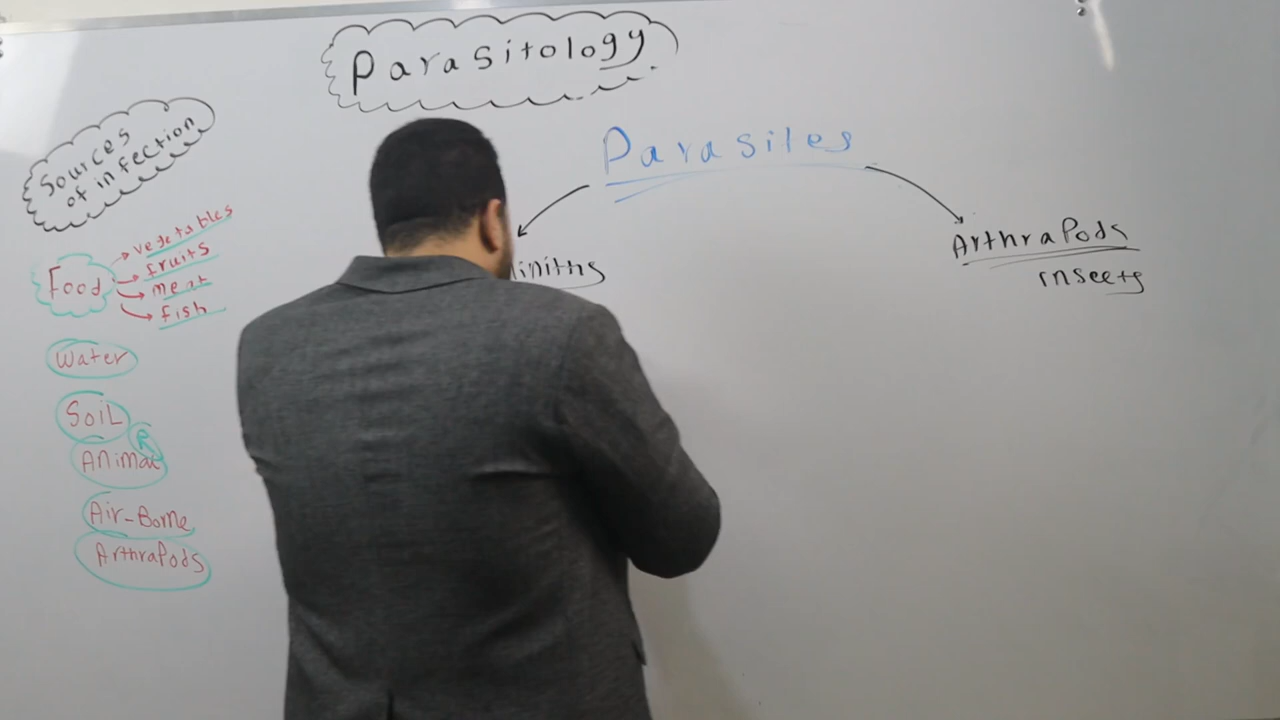 Parasitology
Sources
of infection
Food
vegetables
fruits
meat
fish
Water
Soil
Animal
Air-Borne
ArthraPods
Parasites
ArthraPods
insects